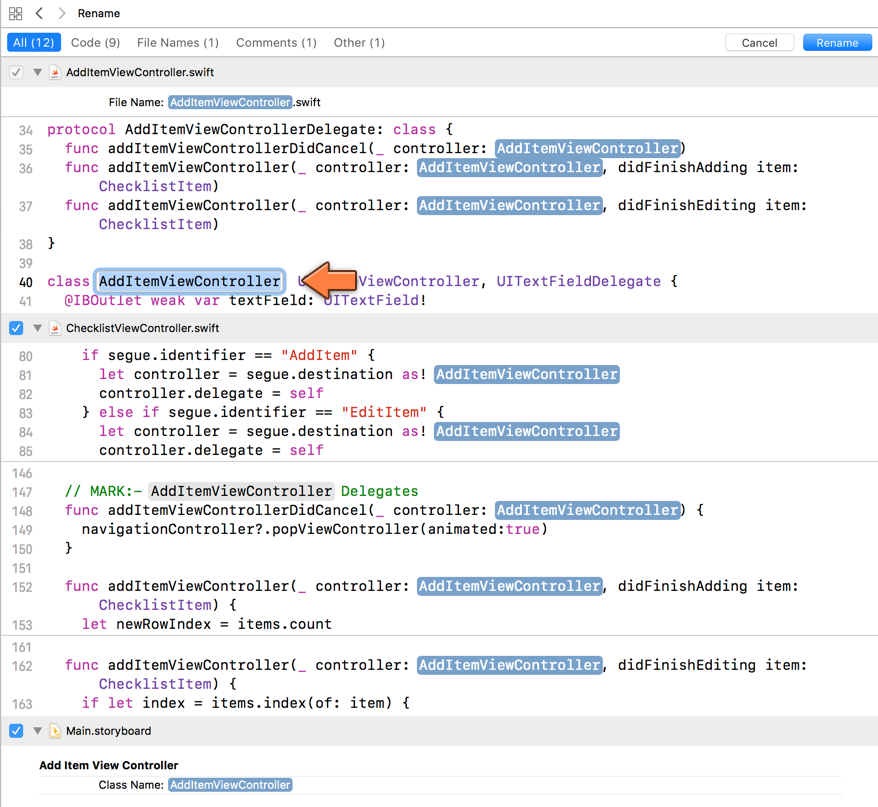 Rename
All (12) Code (9) File Names (1) Comments (1) Other (1) Cancel Rename
AddItemViewController.swift
File Name: AddItemViewController.swift
34 protocol AddItemViewControllerDelegate: class {
35 func addItemViewControllerDidCancel(_ controller: AddItemViewController)
36 func addItemViewController(_ controller: AddItemViewController, didFinishAdding item:
ChecklistItem)
37 func addItemViewController(_ controller: AddItemViewController, didFinishEditing item:
ChecklistItem)
38 }
39
40 class AddItemViewController ViewController, UITextFieldDelegate {
41 @IBOutlet weak var textField: UITextField!
ChecklistViewController.swift
80 if segue.identifier == "AddItem" {
81 let controller = segue.destination as! AddItemViewController
82 controller.delegate = self
83 } else if segue.identifier == "EditItem" {
84 let controller = segue.destination as! AddItemViewController
85 controller.delegate = self
146
147 // MARK:- AddItemViewController Delegates
148 func addItemViewControllerDidCancel(_ controller: AddItemViewController) {
149 navigationController?.popViewController(animated:true)
150 }
151
152 func addItemViewController(_ controller: AddItemViewController, didFinishAdding item:
ChecklistItem) {
153 let newRowIndex = items.count
161
162 func addItemViewController(_ controller: AddItemViewController, didFinishEditing item:
ChecklistItem) {
163 if let index = items.index(of: item) {
Main.storyboard
Add Item View Controller
Class Name: AddItemViewController